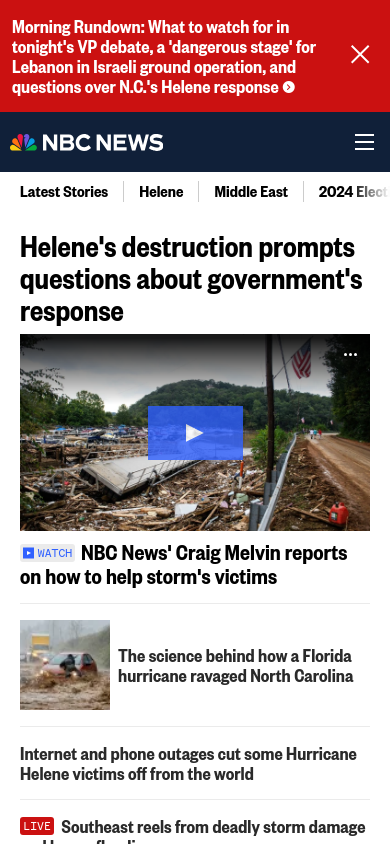 Morning Rundown: What to watch for in
tonight's VP debate, a 'dangerous stage' for
Lebanon in Israeli ground operation, and
questions over N.C.'s Helene response
NBC NEWS
Latest Stories Helene Middle East 2024 Elect
Helene's destruction prompts
questions about government's
response
WATCH NBC News' Craig Melvin reports
on how to help storm's victims
The science behind how a Florida
hurricane ravaged North Carolina
Internet and phone outages cut some Hurricane
Helene victims off from the world
LIVE Southeast reels from deadly storm damage